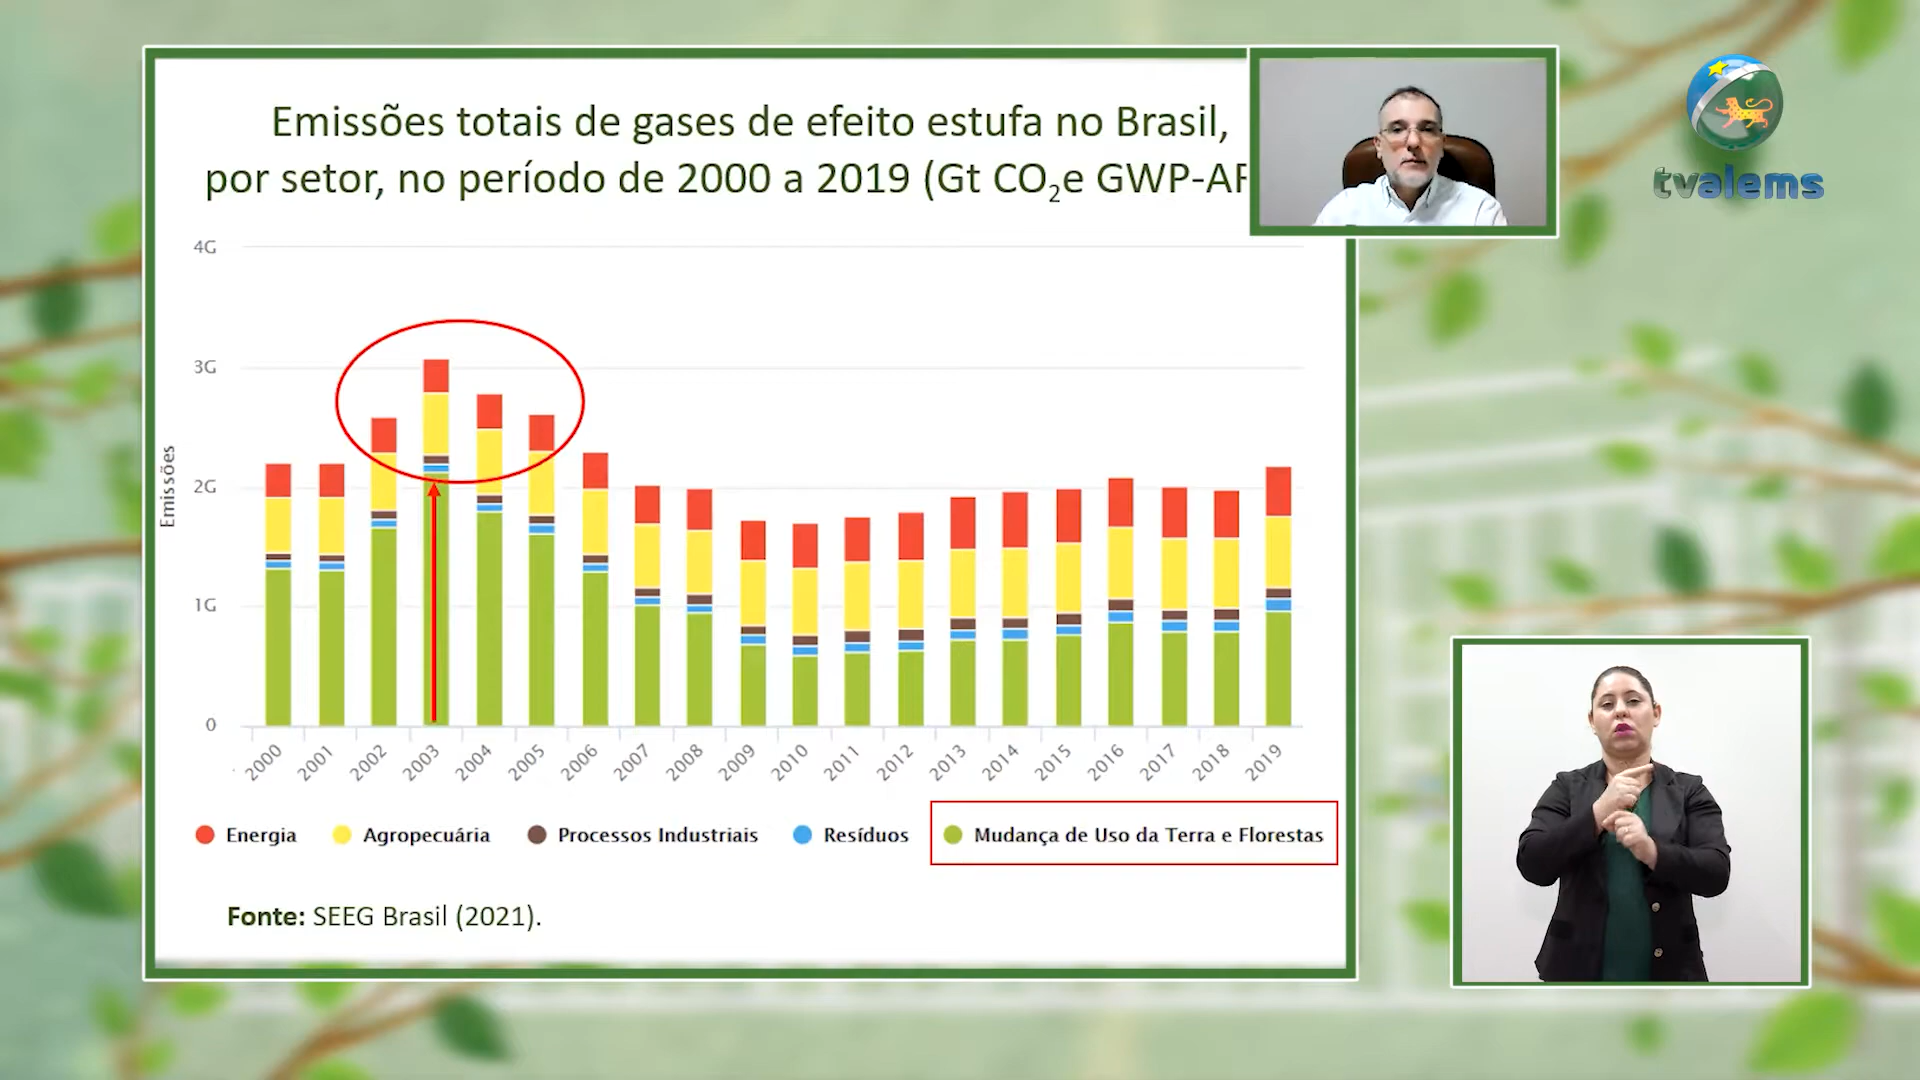 Emissões totais de gases de efeito estufa no Brasil,
por setor, no período de 2000 a 2019 (Gt CO₂e GWP-AR
tvalems
4G
3G
2G
1G
0
Emissões
2000 2001 2002 2003 2004 2005 2006 2007 2008 2009 2010 2011 2012 2013 2014 2015 2016 2017 2018 2019
Energia Agropecuária Processos Industriais Resíduos Mudança de Uso da Terra e Florestas
Fonte: SEEG Brasil (2021).